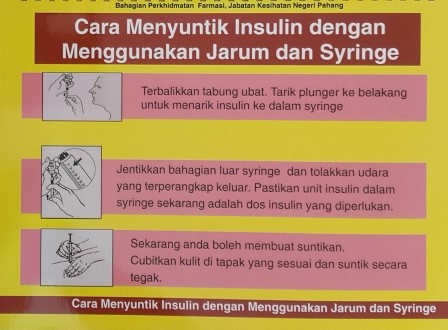 Bahagian Perkhidmatan Farmasi, Jabatan Kesihatan Negeri Pahang
Cara Menyuntik Insulin dengan
Menggunakan Jarum dan Syringe
Terbalikkan tabung ubat. Tarik plunger ke belakang
untuk menarik insulin ke dalam syringe
Jentikkan bahagian luar syringe dan tolakkan udara
yang terperangkap keluar. Pastikan unit insulin dalam
syringe sekarang adalah dos insulin yang diperlukan.
Sekarang anda boleh membuat suntikan.
Cubitkan kulit di tapak yang sesuai dan suntik secara
tegak.
Cara Menyuntik Insulin dengan Menggunakan Jarum dan Syringe